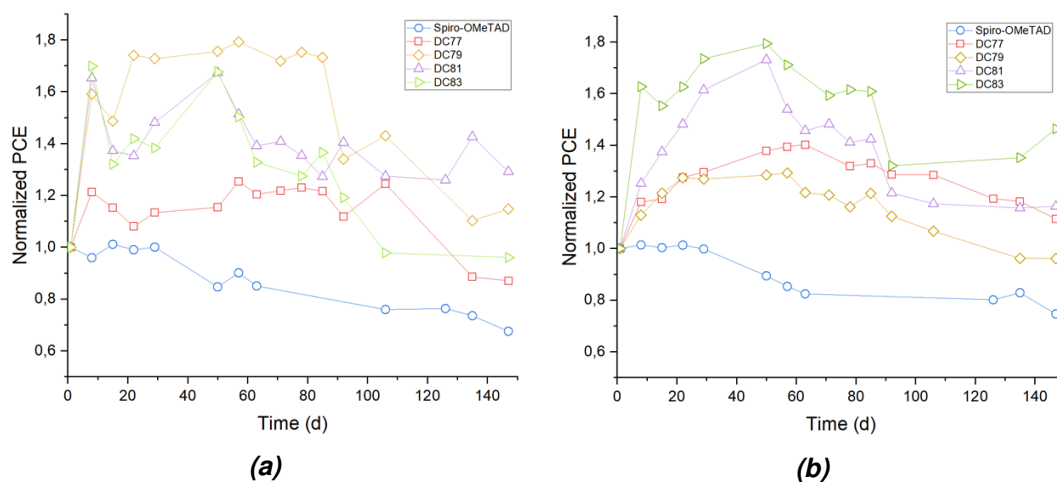 Spiro-OMeTAD
DC77
DC79
DC81
DC83
1,8
1,6
1,4
1,2
1,0
0,8
0,6
Normalized PCE
0
20
40
60
80
100
120
140
Time (d)
(a)
Spiro-OMeTAD
DC77
DC79
DC81
DC83
1,8
1,6
1,4
1,2
1,0
0,8
0,6
Normalized PCE
0
20
40
60
80
100
120
140
Time (d)
(b)